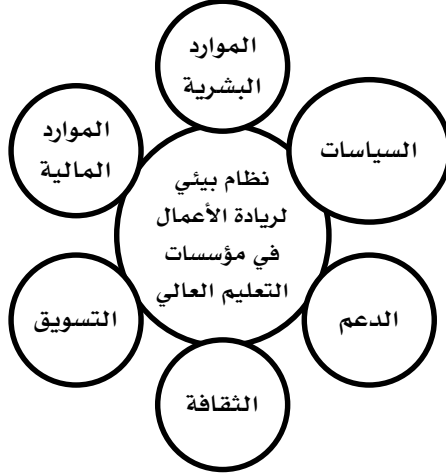 الموارد
البشرية
السياسات
الموارد
المالية
نظام بيئي
لريادة الأعمال
في مؤسسات
التعليم العالي
الدعم
التسويق
الثقافة